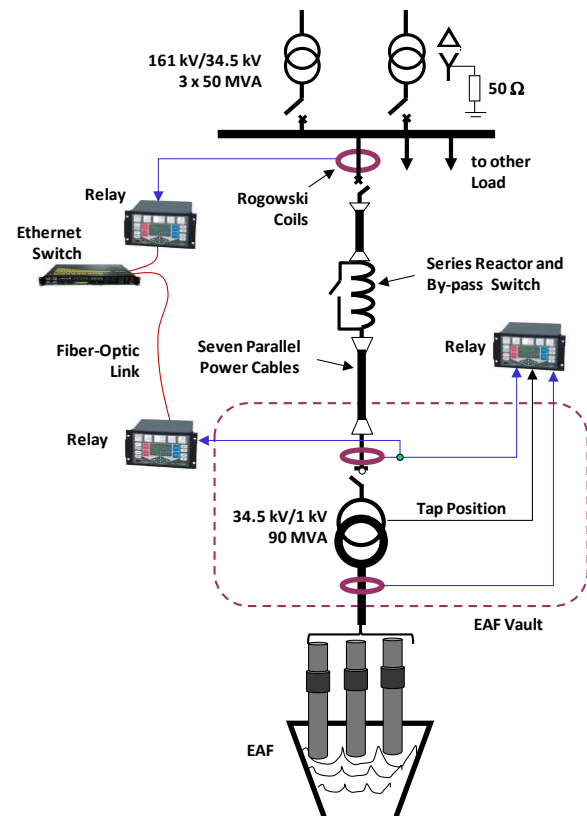 161 kV/34.5 kV
3 x 50 MVA
50 Ω
to other
Load
Relay
Rogowski
Coils
Ethernet
Switch
Series Reactor and
By-pass Switch
Fiber-Optic
Link
Seven Parallel
Power Cables
Relay
Relay
Tap Position
34.5 kV/1 kV
90 MVA
EAF Vault
EAF